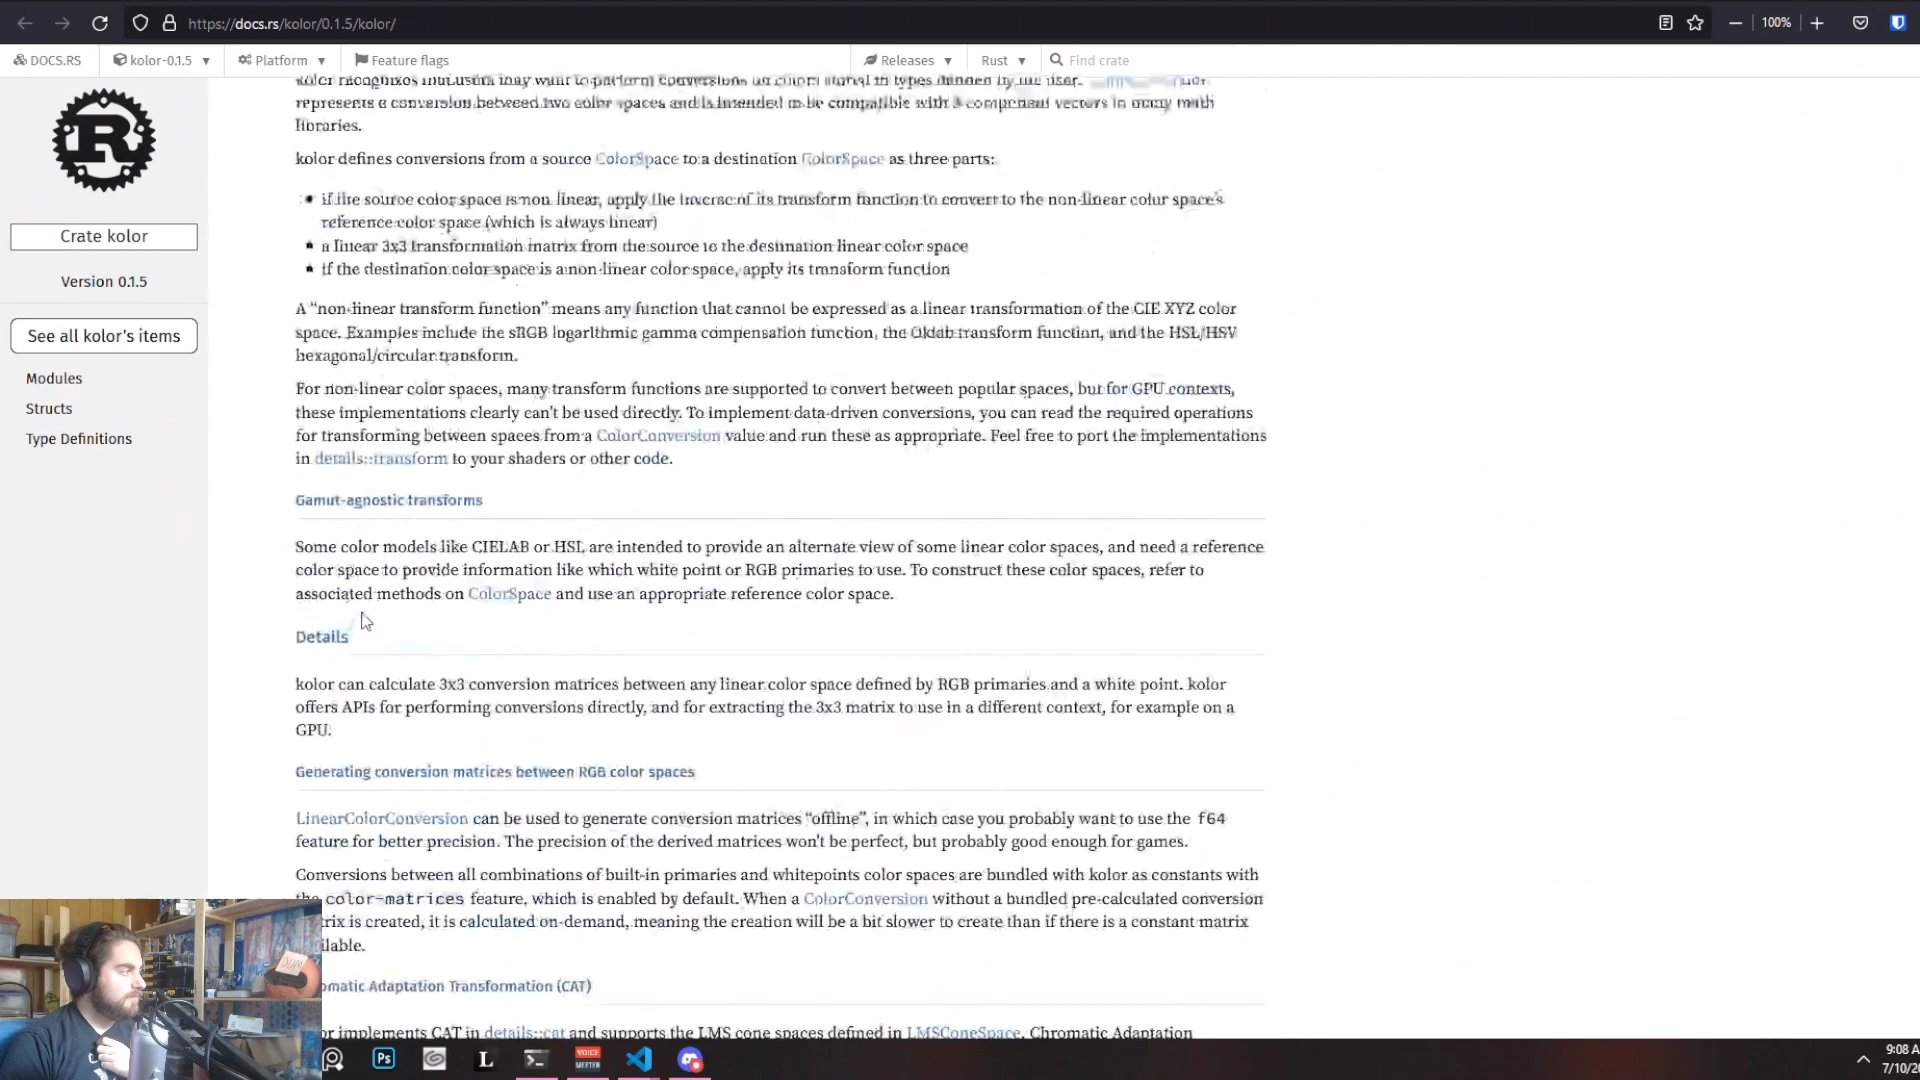 https://docs.rs/kolor/0.1.5/kolor/
100%
DOCS.RS
kolor-0.1.5
Platform
Feature flags
Releases
Rust
Find crate
R
Crate kolor
Version 0.1.5
See all kolor's items
Modules
Structs
Type Definitions
represents a conversion between two color spaces and is intended to be compatible with 3 component vectors in many math
libraries.
kolor defines conversions from a source ColorSpace to a destination ColorSpace as three parts:
if the source color space is non linear, apply the inverse of its transform function to convert to the non-linear color space's
reference color space (which is always linear)
a linear 3x3 transformation matrix from the source to the destination linear color space
if the destination color space is a non-linear color space, apply its transform function
A “non-linear transform function” means any function that cannot be expressed as a linear transformation of the CIE XYZ color
space. Examples include the sRGB logarithmic gamma compensation function, the Oklab transform function, and the HSL/HSV
hexagonal/circular transform.
For non-linear color spaces, many transform functions are supported to convert between popular spaces, but for GPU contexts,
these implementations clearly can't be used directly. To implement data-driven conversions, you can read the required operations
for transforming between spaces from a ColorConversion value and run these as appropriate. Feel free to port the implementations
in details::transform to your shaders or other code.
Gamut-agnostic transforms
Some color models like CIELAB or HSL are intended to provide an alternate view of some linear color spaces, and need a reference
color space to provide information like which white point or RGB primaries to use. To construct these color spaces, refer to
associated methods on ColorSpace and use an appropriate reference color space.
Details
kolor can calculate 3x3 conversion matrices between any linear color space defined by RGB primaries and a white point. kolor
offers APIs for performing conversions directly, and for extracting the 3x3 matrix to use in a different context, for example on a
GPU.
Generating conversion matrices between RGB color spaces
LinearColorConversion can be used to generate conversion matrices “offline”, in which case you probably want to use the f64
feature for better precision. The precision of the derived matrices won't be perfect, but probably good enough for games.
Conversions between all combinations of built-in primaries and whitepoints color spaces are bundled with kolor as constants with
the color-matrices feature, which is enabled by default. When a ColorConversion without a bundled pre-calculated conversion
trix is created, it is calculated on-demand, meaning the creation will be a bit slower to create than if there is a constant matrix
ilable.
omatic Adaptation Transformation (CAT)
or implements CAT in details::cat and supports the LMS cone spaces defined in LMSConeSpace. Chromatic Adaptation
DUM
Ps
L
VOICE
MEETER
9:08 A
7/10/2